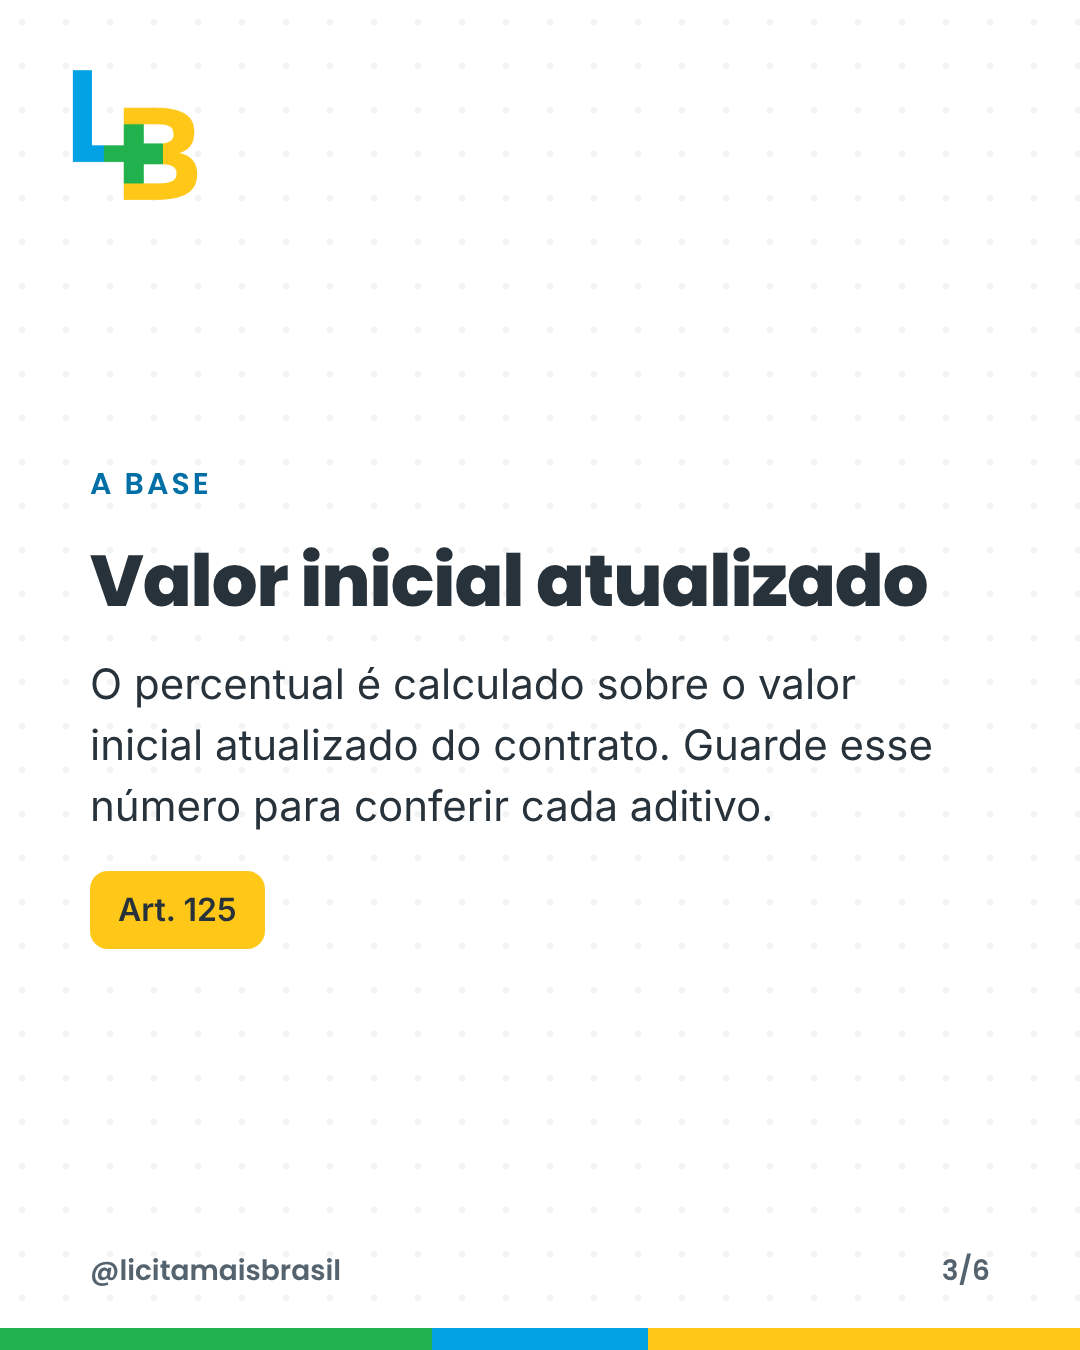 L+B
A BASE
Valor inicial atualizado
O percentual é calculado sobre o valor
inicial atualizado do contrato. Guarde esse
número para conferir cada aditivo.
Art. 125
@licitamaisbrasil
3/6